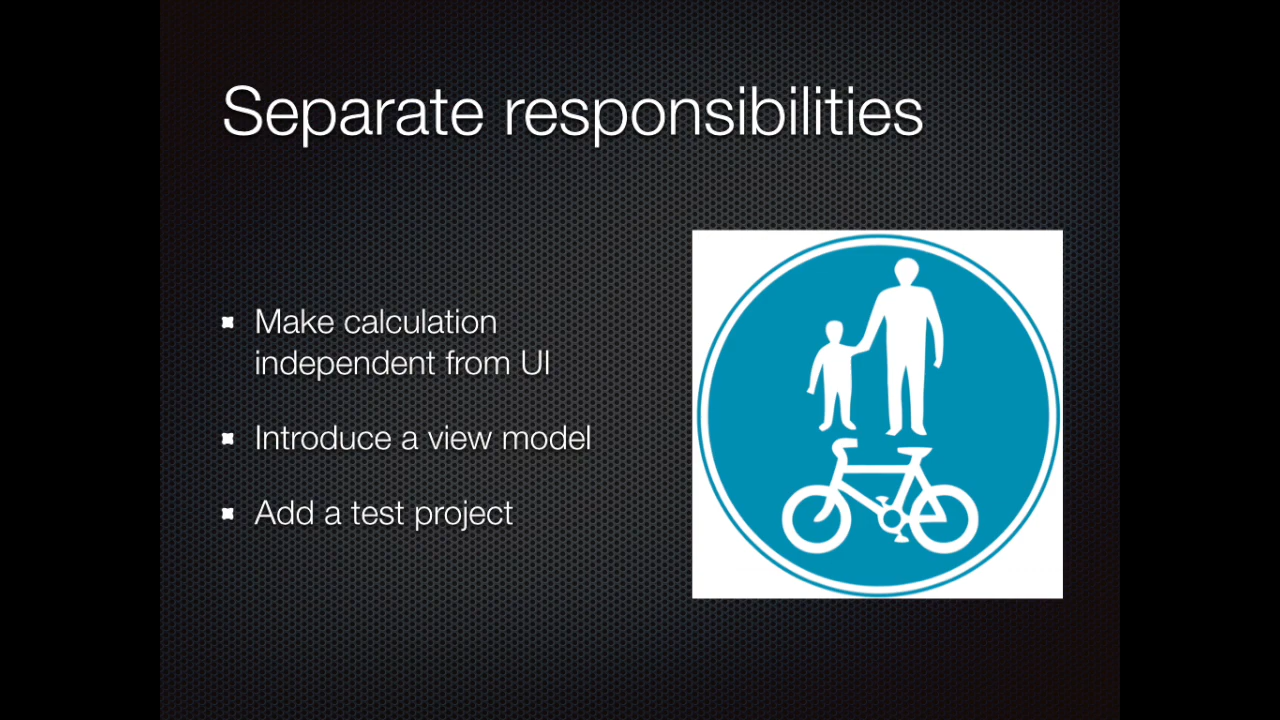 Separate responsibilities
Make calculation
independent from UI
Introduce a view model
Add a test project